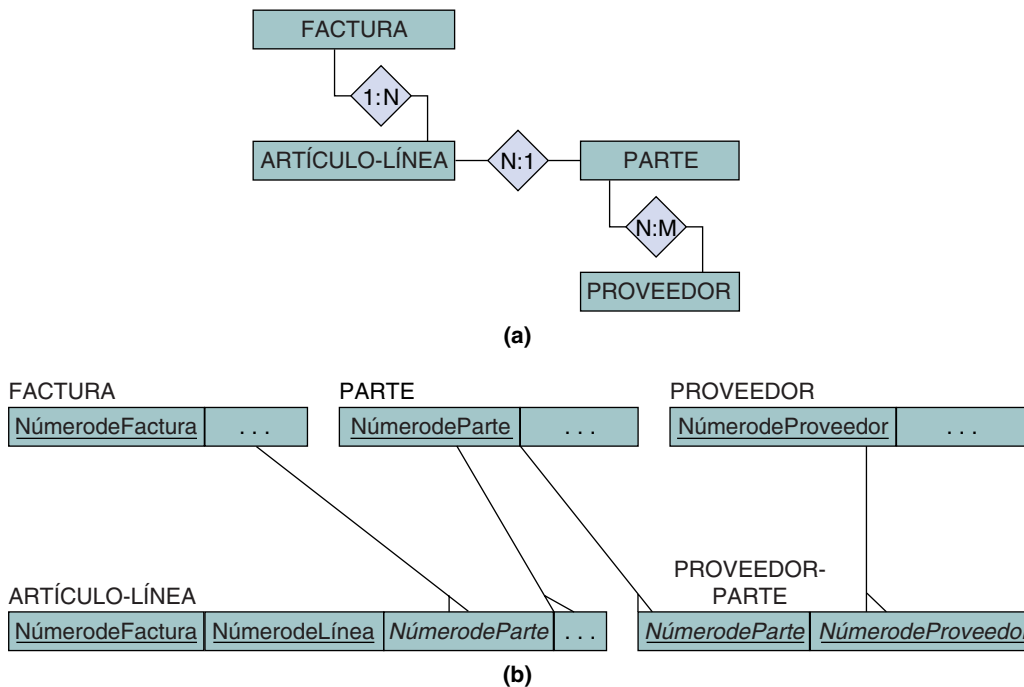 FACTURA
1:N
ARTÍCULO-LÍNEA
N:1
PARTE
N:M
PROVEEDOR
(a)
FACTURA
NúmerodeFactura . . .
PARTE
NúmerodeParte . . .
PROVEEDOR
NúmerodeProveedor . . .
ARTÍCULO-LÍNEA
NúmerodeFactura NúmerodeLínea NúmerodeParte . . .
PROVEEDOR-
PARTE
NúmerodeParte NúmerodeProveedor
(b)